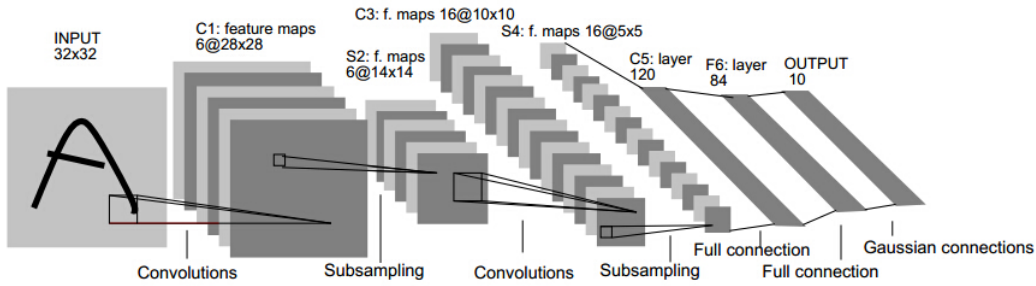 INPUT
32x32
C1: feature maps
6@28x28
S2: f. maps
6@14x14
C3: f. maps 16@10x10
S4: f. maps 16@5x5
C5: layer
120
F6: layer
84
OUTPUT
10
Convolutions
Subsampling
Convolutions
Subsampling
Full connection
Full connection
Gaussian connections